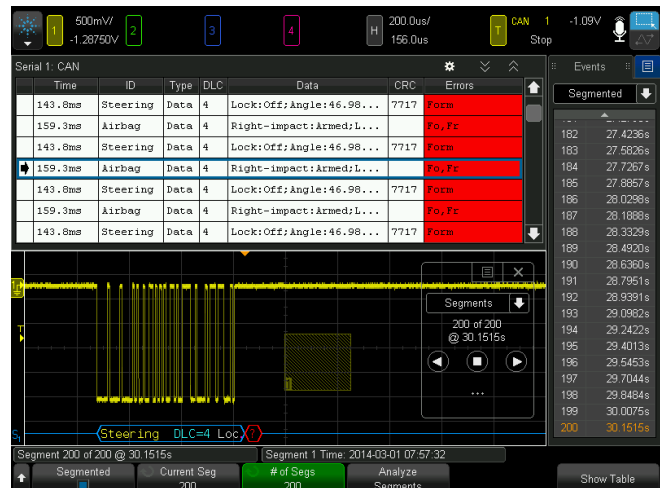 1 500mV/ 2 3 4 H 200.0us/ T CAN 1 -1.09V
-1.28750V 156.0us Stop
Serial 1: CAN
Time ID Type DLC Data CRC Errors
143.8ms Steering Data 4 Lock:Off;Angle:46.98... 7717 Form
159.3ms Airbag Data 4 Right-impact:Armed;L... Fo,Fr
143.8ms Steering Data 4 Lock:Off;Angle:46.98... 7717 Form
159.3ms Airbag Data 4 Right-impact:Armed;L... Fo,Fr
143.8ms Steering Data 4 Lock:Off;Angle:46.98... 7717 Form
159.3ms Airbag Data 4 Right-impact:Armed;L... Fo,Fr
143.8ms Steering Data 4 Lock:Off;Angle:46.98... 7717 Form
Events
Segmented
182 27.4236s
183 27.5826s
184 27.7267s
185 27.8857s
186 28.0298s
187 28.1888s
188 28.3329s
189 28.4920s
190 28.6360s
191 28.7951s
192 28.9391s
193 29.0982s
194 29.2422s
195 29.4013s
196 29.5453s
197 29.7044s
198 29.8484s
199 30.0075s
200 30.1515s
Segments
200 of 200
@ 30.1515s
...
T
1
S1
Steering DLC=4 Loc ?
Segment 200 of 200 @ 30.1515s Segment 1 Time: 2014-03-01 07:57:32
Segmented Current Seg # of Segs Analyze
200 200 Segments
Show Table